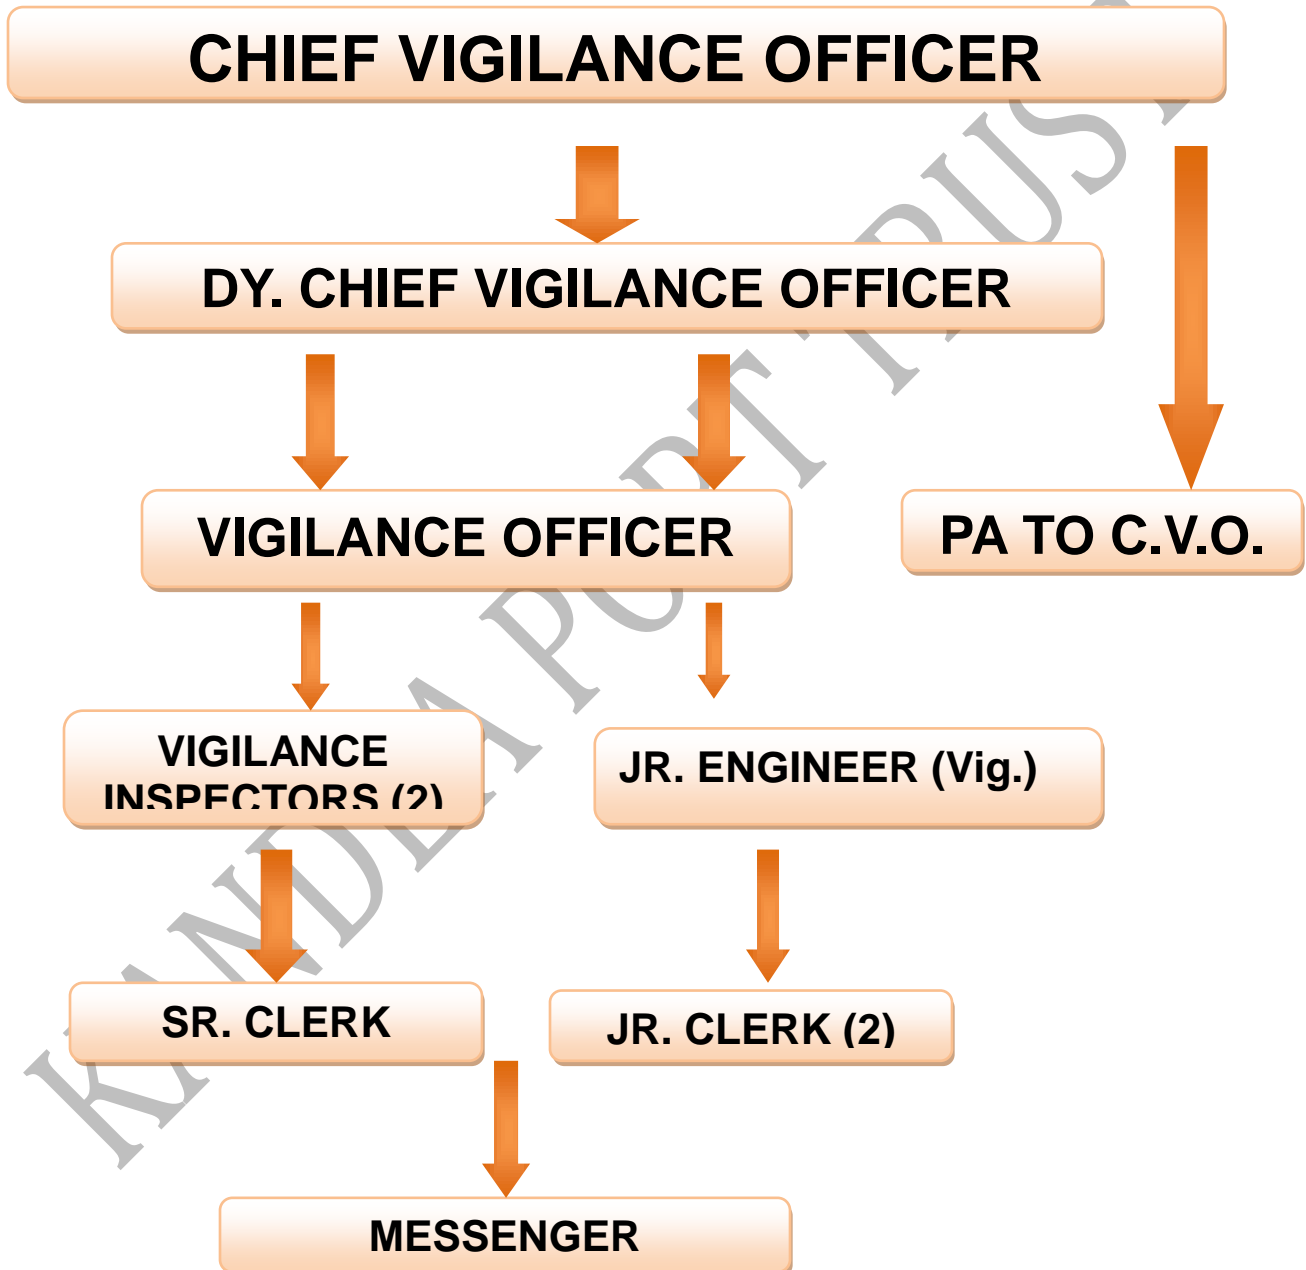 CHIEF VIGILANCE OFFICER
DY. CHIEF VIGILANCE OFFICER
VIGILANCE OFFICER
PA TO C.V.O.
VIGILANCE
INSPECTORS (2)
JR. ENGINEER (Vig.)
SR. CLERK
JR. CLERK (2)
MESSENGER
KANDLA PORT TRUST